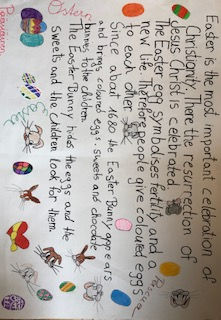 Easter is the most important celebration of
Christianity. There the resurrection of
Jesus Christ is celebrated.
The Easter egg symbolises fertility and a
new life. Therefore people give coloured eggs
to each other.
Since about 1680 the Easter Bunny appears
and brings coloured eggs, sweets and chocolate
bunnies to the children.
The Easter Bunny hides the eggs and the
sweets and the children look for them.
Ostern
Easter